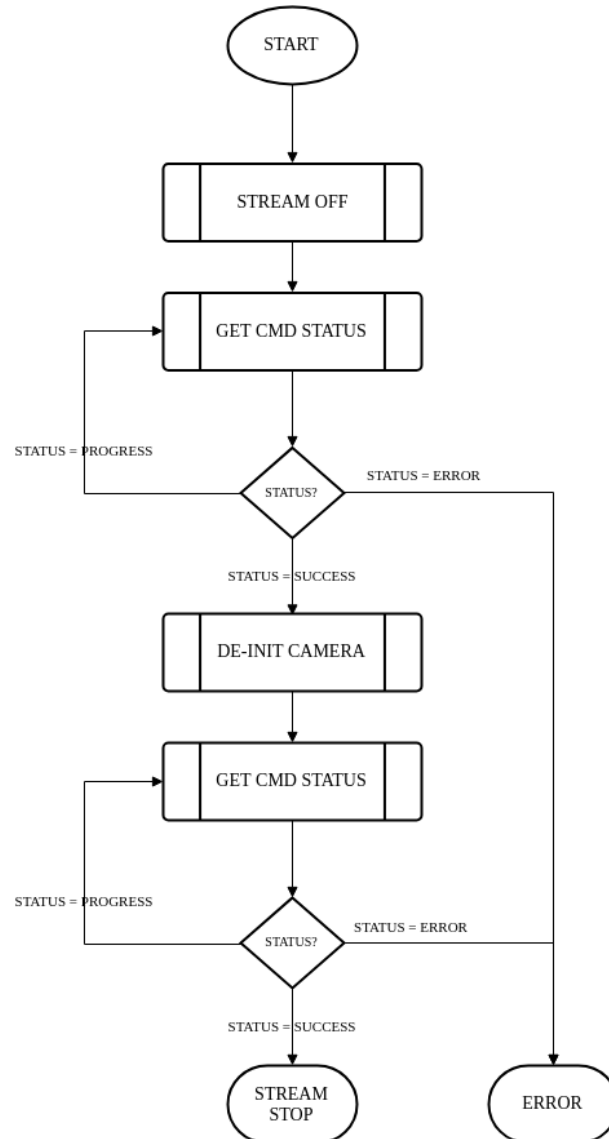 START
STREAM OFF
GET CMD STATUS
STATUS = PROGRESS
STATUS?
STATUS = ERROR
STATUS = SUCCESS
DE-INIT CAMERA
GET CMD STATUS
STATUS = PROGRESS
STATUS?
STATUS = ERROR
STATUS = SUCCESS
STREAM
STOP
ERROR